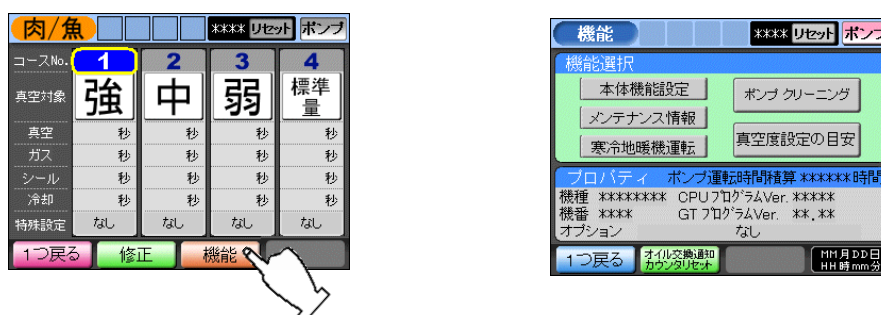 肉/魚 **** リセット ポンプ
コースNo. 1 2 3 4
真空対象 強 中 弱 標準量
真空 秒 秒 秒 秒
ガス 秒 秒 秒 秒
シール 秒 秒 秒 秒
冷却 秒 秒 秒 秒
特殊設定 なし なし なし なし
1つ戻る 修正 機能
機能 **** リセット ポンプ
機能選択
本体機能設定 ポンプ クリーニング
メンテナンス情報
寒冷地暖機運転 真空度設定の目安
プロパティ ポンプ運転時間積算 ******時間
機種 ******** CPUプログラムVer. *****
機番 **** GTプログラムVer. **.**
オプション なし
1つ戻る オイル交換通知 MM月DD日
カウンタリセット HH時mm分